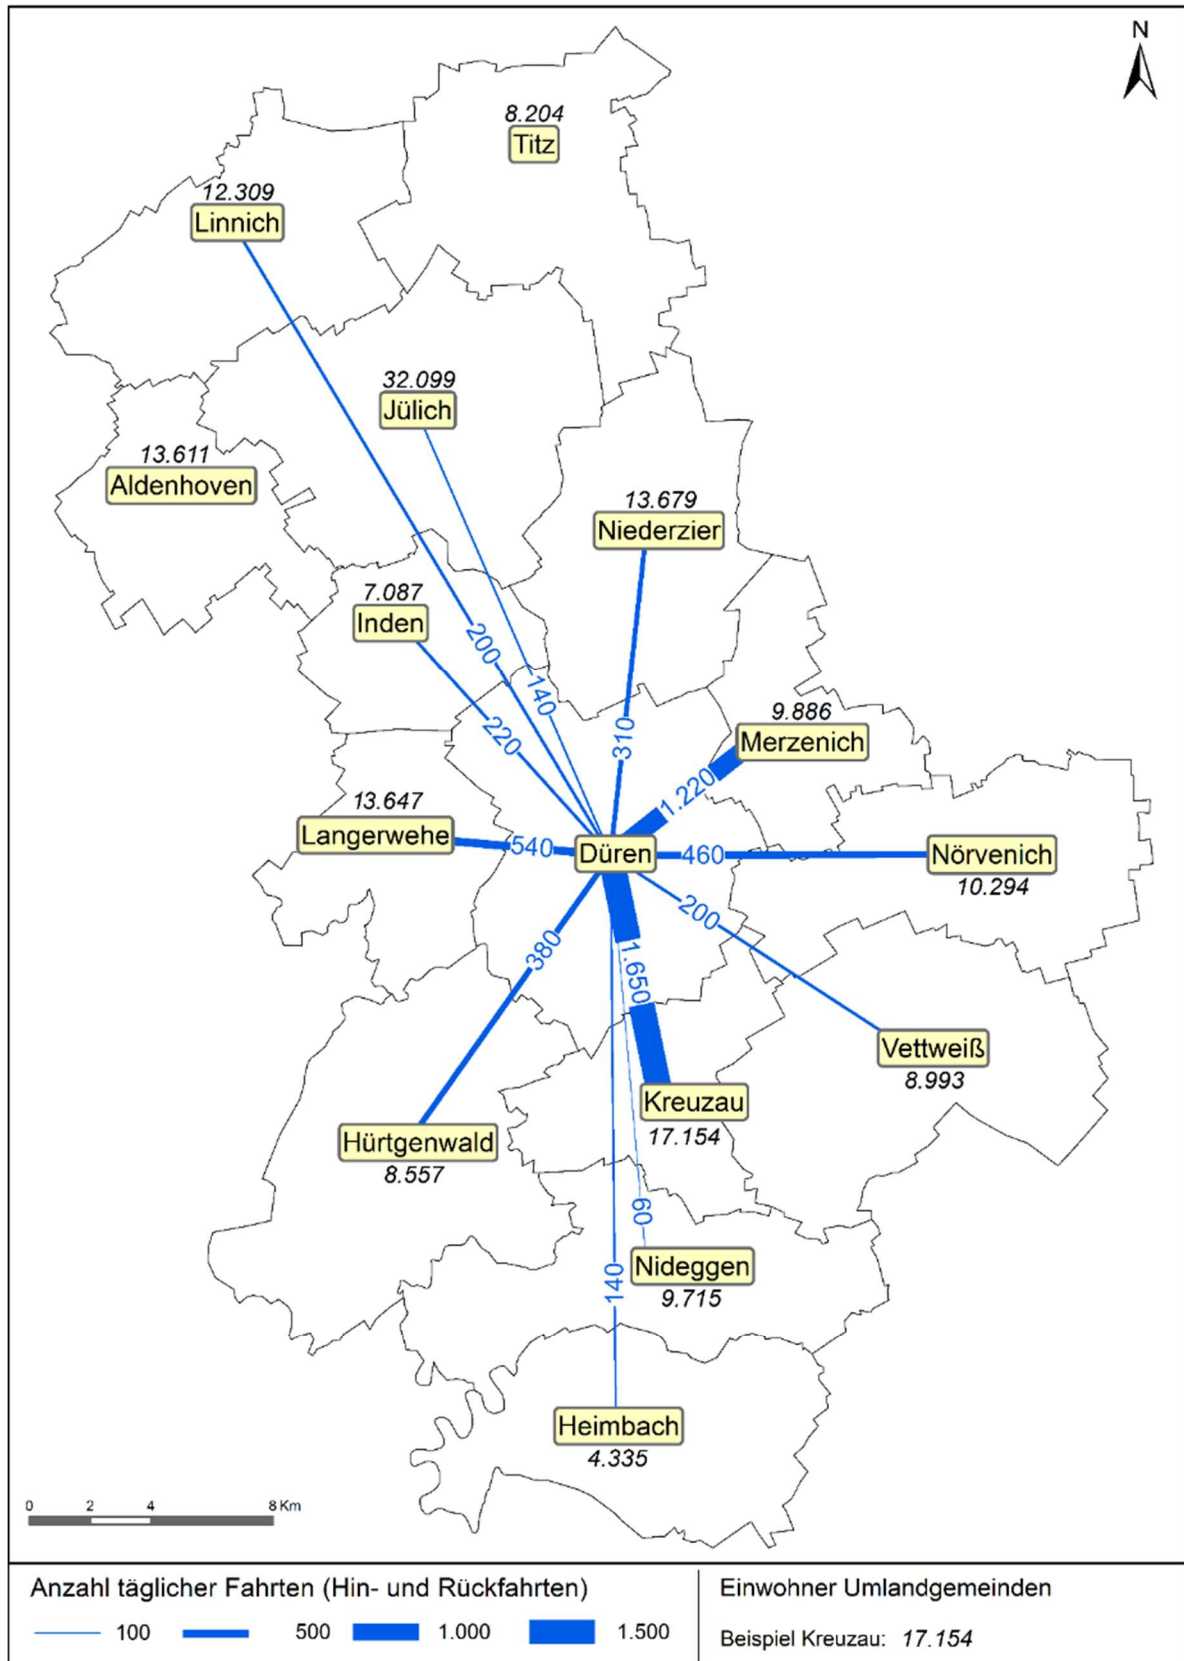 N
8.204
Titz
12.309
Linnich
32.099
Jülich
13.611
Aldenhoven
13.679
Niederzier
7.087
Inden
200
140
220
310
9.886
Merzenich
1.220
13.647
Langerwehe
540
Düren
460
Nörvenich
10.294
200
380
1.650
Vettweiß
8.993
Kreuzau
17.154
Hürtgenwald
8.557
60
Nideggen
9.715
140
Heimbach
4.335
0 2 4 8 Km
Anzahl täglicher Fahrten (Hin- und Rückfahrten)
100 500 1.000 1.500
Einwohner Umlandgemeinden
Beispiel Kreuzau: 17.154